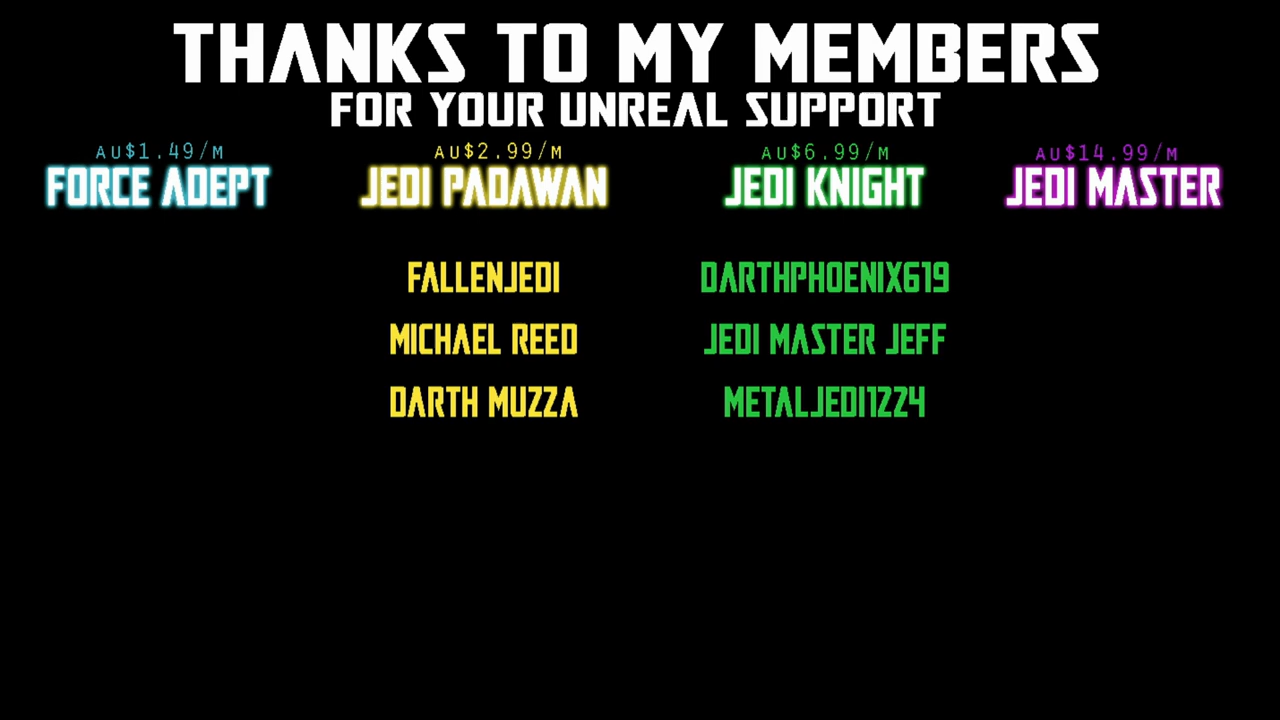 THANKS TO MY MEMBERS
FOR YOUR UNREAL SUPPORT
AU$1.49/M AU$2.99/M AU$6.99/M AU$14.99/M
FORCE ADEPT JEDI PADAWAN JEDI KNIGHT JEDI MASTER
FALLENJEDI DARTHPHOENIX619
MICHAEL REED JEDI MASTER JEFF
DARTH MUZZA METALJEDI1224